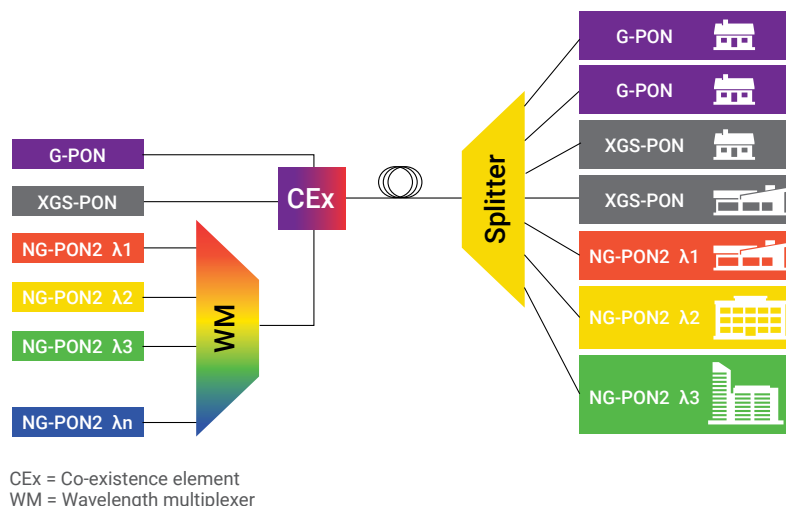 G-PON
XGS-PON
NG-PON2 λ1
NG-PON2 λ2
NG-PON2 λ3
NG-PON2 λn
WM
CEx
Splitter
G-PON
G-PON
XGS-PON
XGS-PON
NG-PON2 λ1
NG-PON2 λ2
NG-PON2 λ3
CEx = Co-existence element
WM = Wavelength multiplexer